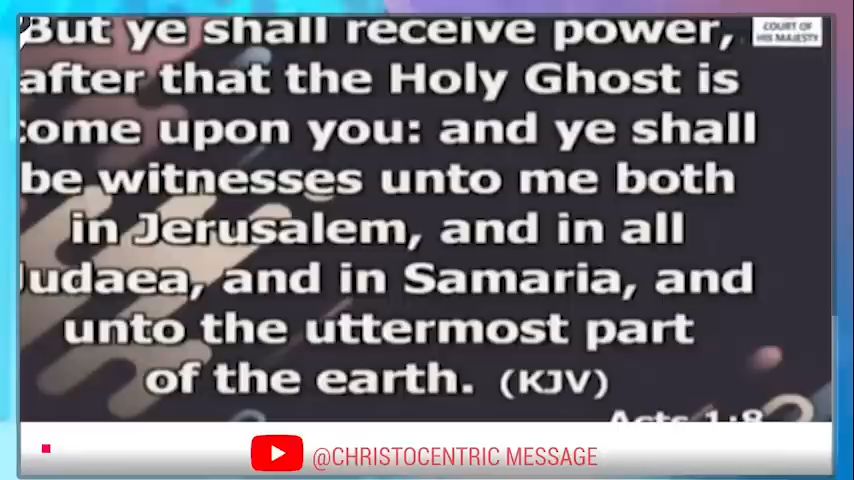 But ye shall receive power,
after that the Holy Ghost is
come upon you: and ye shall
be witnesses unto me both
in Jerusalem, and in all
Judaea, and in Samaria, and
unto the uttermost part
of the earth. (KJV)
Acts 1:8
COURT OF
HIS MAJESTY
@CHRISTOCENTRIC MESSAGE